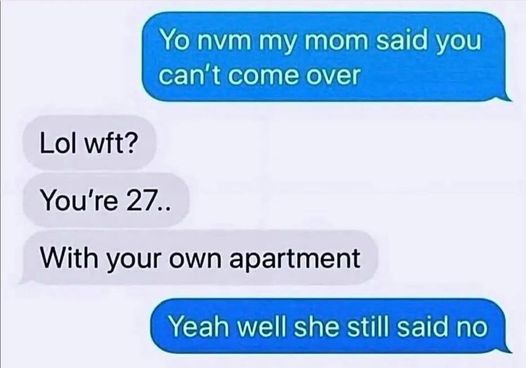 Yo nvm my mom said you
can't come over
Lol wft?
You're 27..
With your own apartment
Yeah well she still said no